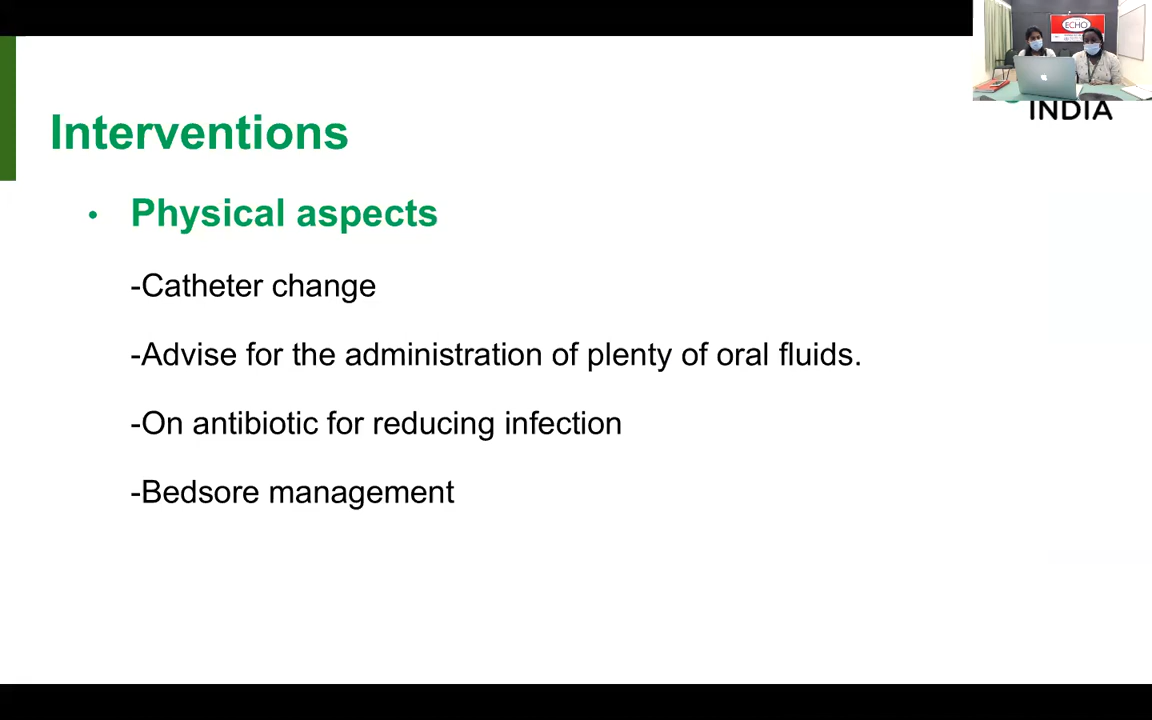 ECHO
INDIA
Interventions
• Physical aspects
-Catheter change
-Advise for the administration of plenty of oral fluids.
-On antibiotic for reducing infection
-Bedsore management